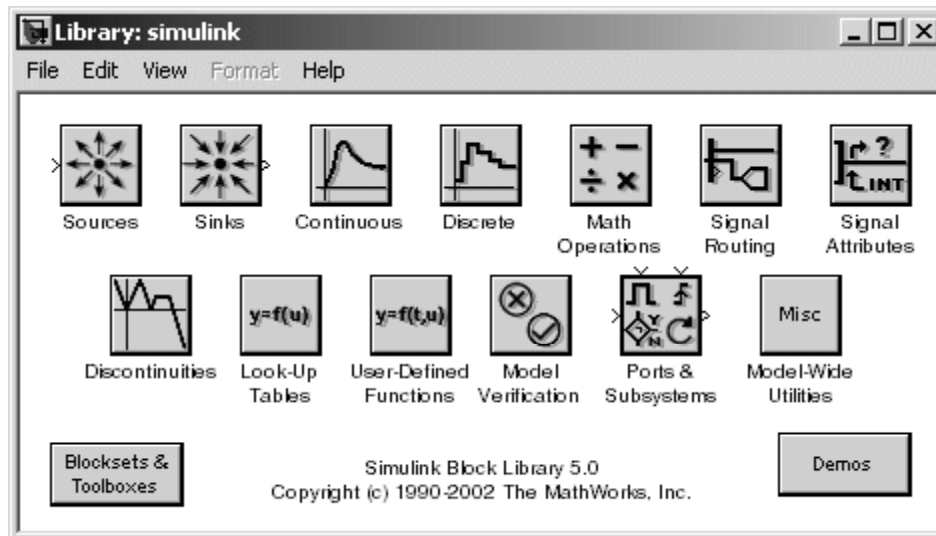 Library: simulink
File Edit View Format Help
Sources Sinks Continuous Discrete Math Operations Signal Routing Signal Attributes
? INT
+ − ÷ ×
y=f(u) y=f(t,u) Y N Misc
Discontinuities Look-Up Tables User-Defined Functions Model Verification Ports & Subsystems Model-Wide Utilities
Blocksets & Toolboxes
Simulink Block Library 5.0
Copyright (c) 1990-2002 The MathWorks, Inc.
Demos